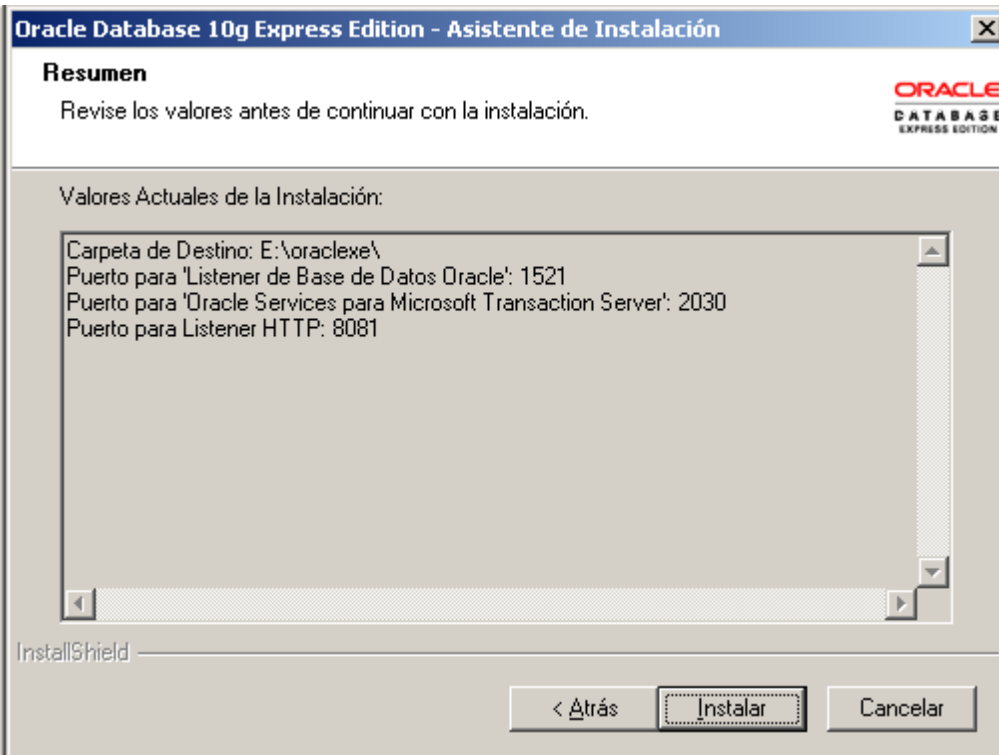 Oracle Database 10g Express Edition - Asistente de Instalación
Resumen
Revise los valores antes de continuar con la instalación.
ORACLE
DATABASE
EXPRESS EDITION
Valores Actuales de la Instalación:
Carpeta de Destino: E:\oraclexe\
Puerto para 'Listener de Base de Datos Oracle': 1521
Puerto para 'Oracle Services para Microsoft Transaction Server': 2030
Puerto para Listener HTTP: 8081
InstallShield
< Atrás
Instalar
Cancelar